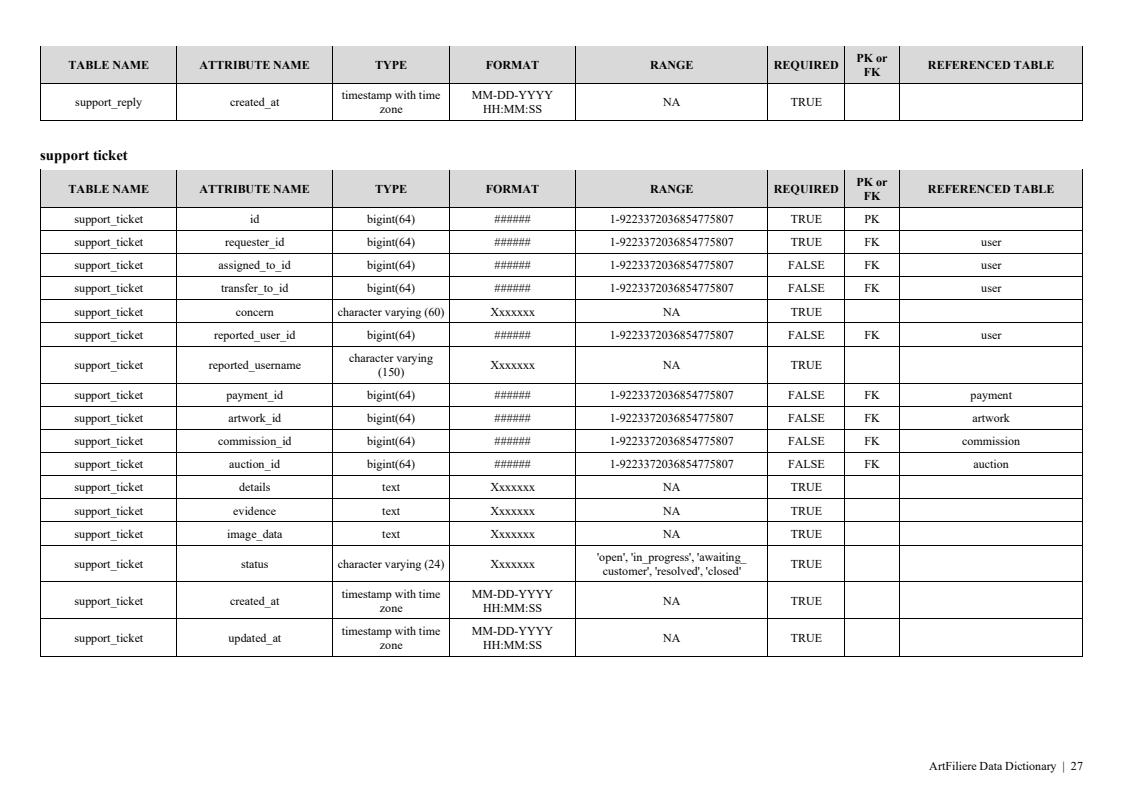 TABLE NAME ATTRIBUTE NAME TYPE FORMAT RANGE REQUIRED PK or FK REFERENCED TABLE
support_reply created_at timestamp with time zone MM-DD-YYYY HH:MM:SS NA TRUE
support ticket
TABLE NAME ATTRIBUTE NAME TYPE FORMAT RANGE REQUIRED PK or FK REFERENCED TABLE
support_ticket id bigint(64) ###### 1-9223372036854775807 TRUE PK
support_ticket requester_id bigint(64) ###### 1-9223372036854775807 TRUE FK user
support_ticket assigned_to_id bigint(64) ###### 1-9223372036854775807 FALSE FK user
support_ticket transfer_to_id bigint(64) ###### 1-9223372036854775807 FALSE FK user
support_ticket concern character varying (60) Xxxxxxx NA TRUE
support_ticket reported_user_id bigint(64) ###### 1-9223372036854775807 FALSE FK user
support_ticket reported_username character varying (150) Xxxxxxx NA TRUE
support_ticket payment_id bigint(64) ###### 1-9223372036854775807 FALSE FK payment
support_ticket artwork_id bigint(64) ###### 1-9223372036854775807 FALSE FK artwork
support_ticket commission_id bigint(64) ###### 1-9223372036854775807 FALSE FK commission
support_ticket auction_id bigint(64) ###### 1-9223372036854775807 FALSE FK auction
support_ticket details text Xxxxxxx NA TRUE
support_ticket evidence text Xxxxxxx NA TRUE
support_ticket image_data text Xxxxxxx NA TRUE
support_ticket status character varying (24) Xxxxxxx 'open', 'in_progress', 'awaiting_ customer', 'resolved', 'closed' TRUE
support_ticket created_at timestamp with time zone MM-DD-YYYY HH:MM:SS NA TRUE
support_ticket updated_at timestamp with time zone MM-DD-YYYY HH:MM:SS NA TRUE
ArtFiliere Data Dictionary | 27